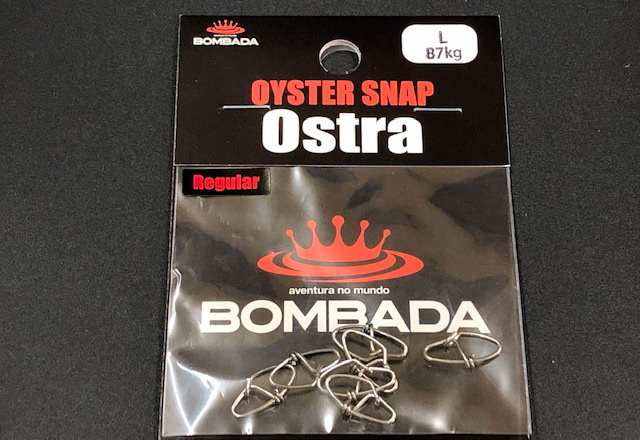 BOMBADA
L
87kg
OYSTER SNAP
Ostra
Regular
aventura no mundo
BOMBADA